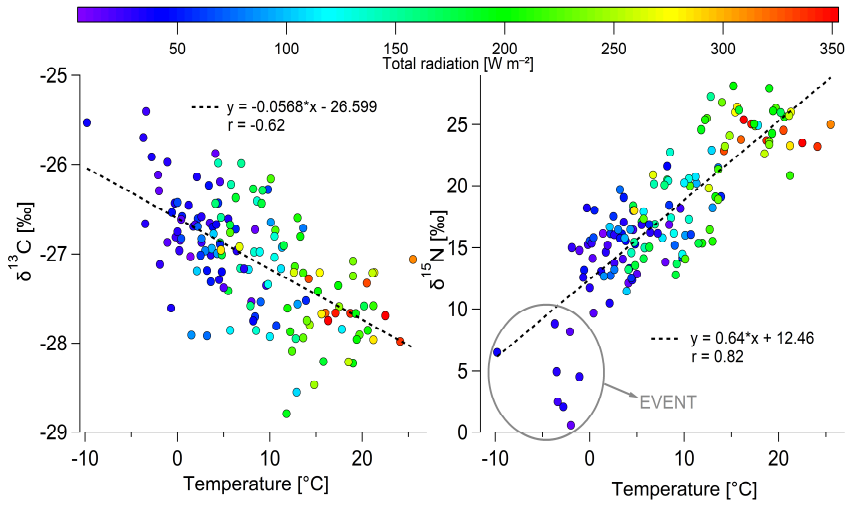 50 100 150 200 250 300 350
Total radiation [W m⁻²]
-25
-26
-27
-28
-29
δ¹³C [‰]
y = -0.0568*x - 26.599
r = -0.62
-10 0 10 20
Temperature [°C]
25
20
15
10
5
0
δ¹⁵N [‰]
y = 0.64*x + 12.46
r = 0.82
EVENT
-10 0 10 20
Temperature [°C]